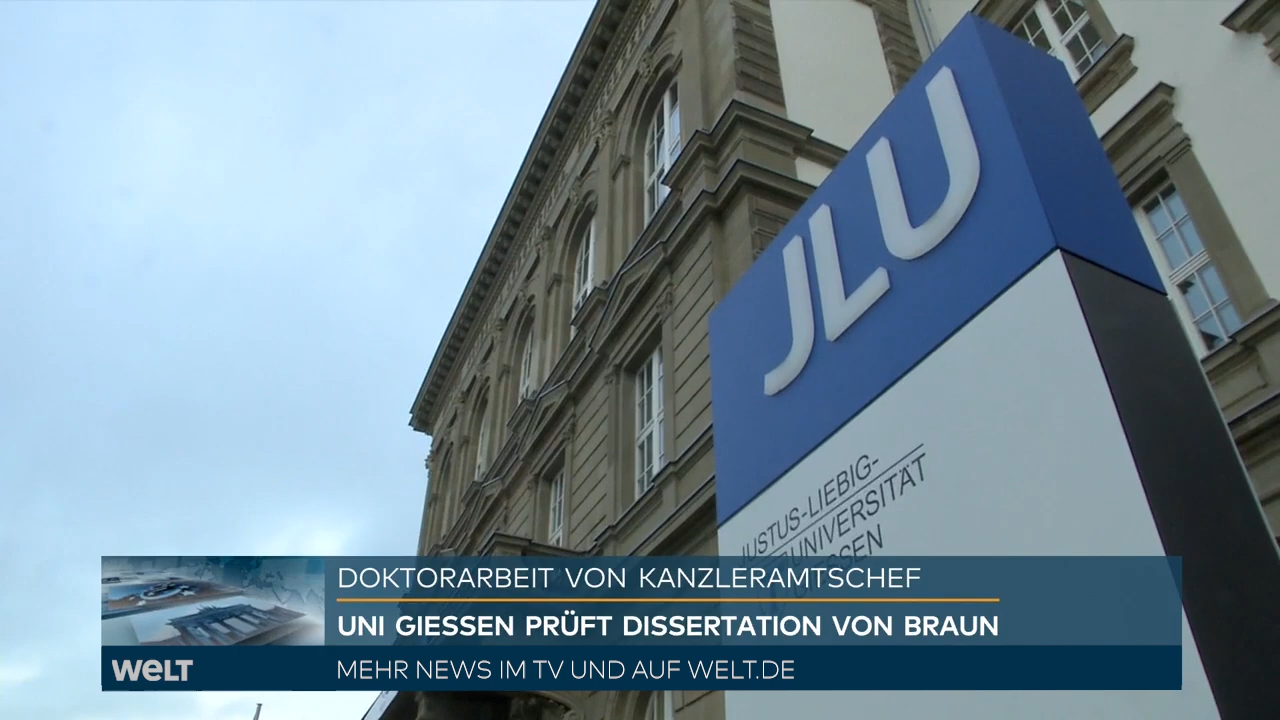 JLU
JUSTUS-LIEBIG-
UNIVERSITÄT
DOKTORARBEIT VON KANZLERAMTSCHEF
UNI GIESSEN PRÜFT DISSERTATION VON BRAUN
WELT
MEHR NEWS IM TV UND AUF WELT.DE